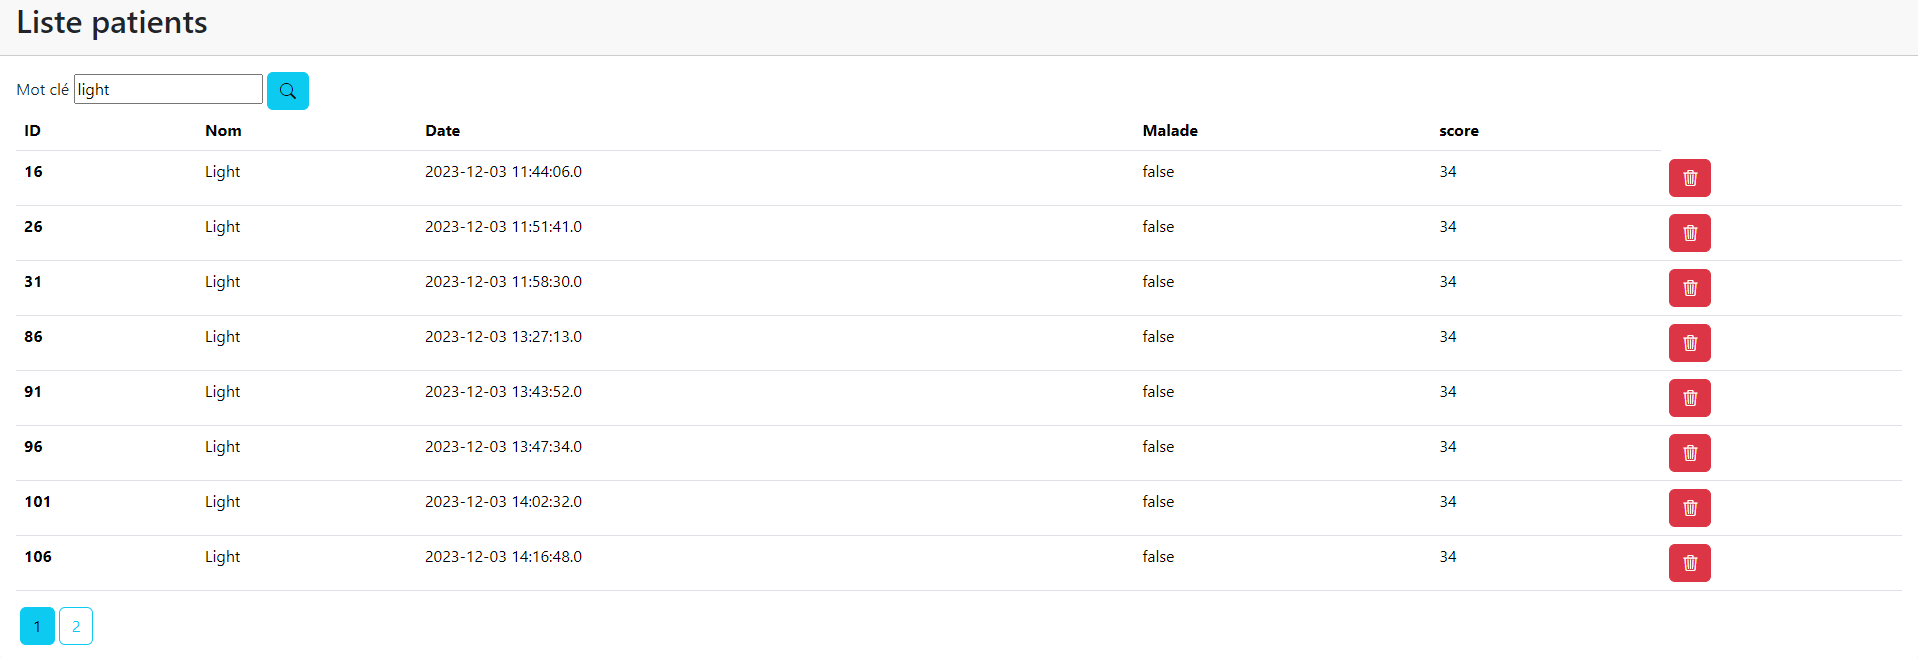 Liste patients
Mot clé light
ID Nom Date Malade score
16 Light 2023-12-03 11:44:06.0 false 34
26 Light 2023-12-03 11:51:41.0 false 34
31 Light 2023-12-03 11:58:30.0 false 34
86 Light 2023-12-03 13:27:13.0 false 34
91 Light 2023-12-03 13:43:52.0 false 34
96 Light 2023-12-03 13:47:34.0 false 34
101 Light 2023-12-03 14:02:32.0 false 34
106 Light 2023-12-03 14:16:48.0 false 34
1 2